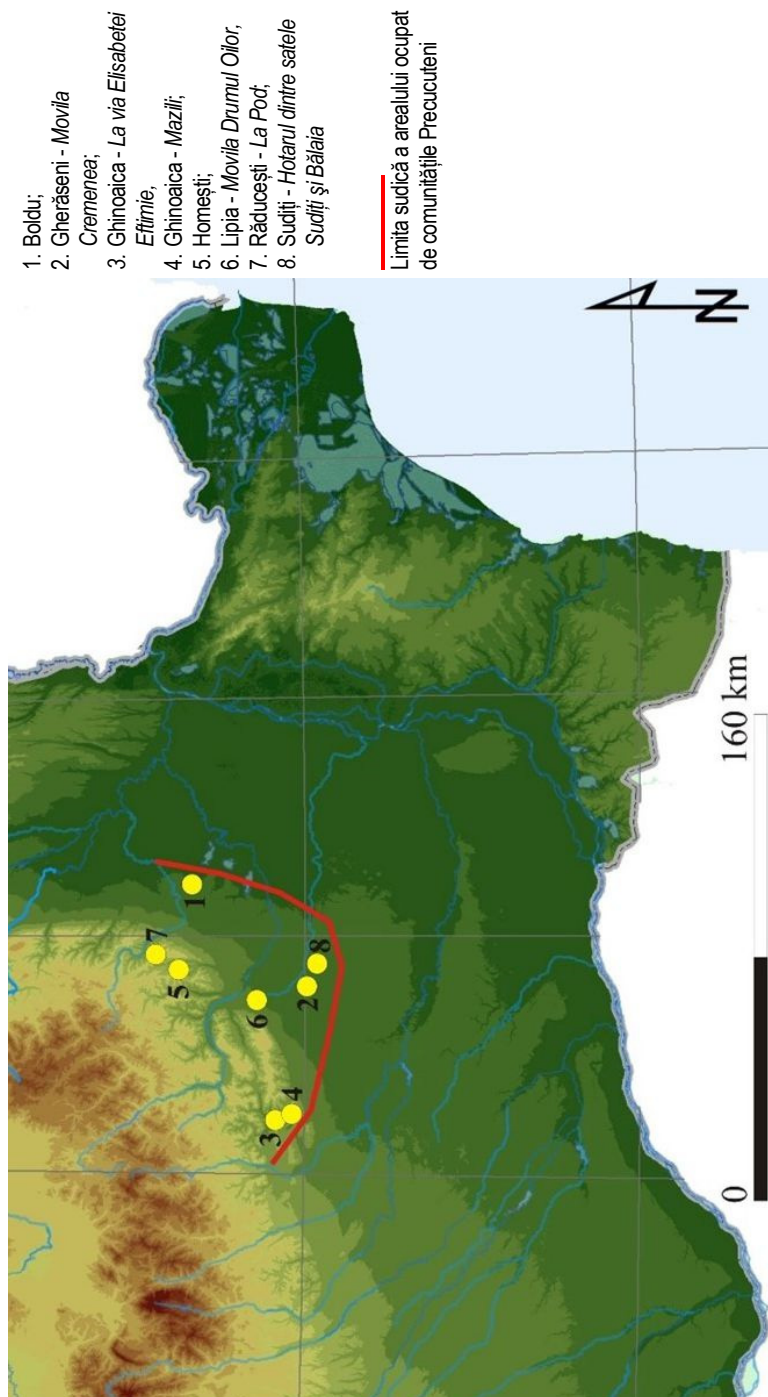 1. Boldu;
2. Gherăseni - Movila
Cremenea;
3. Ghinoaica - La via Elisabetei
Eftimie,
4. Ghinoaica - Mazili;
5. Homești;
6. Lipia - Movila Drumul Oilor,
7. Răducești - La Pod;
8. Sudiți - Hotarul dintre satele
Sudiți și Bălaia
Limita sudică a arealului ocupat
de comunitățile Precucuteni
7
5
1
6
2
8
3
4
N
0
160 km